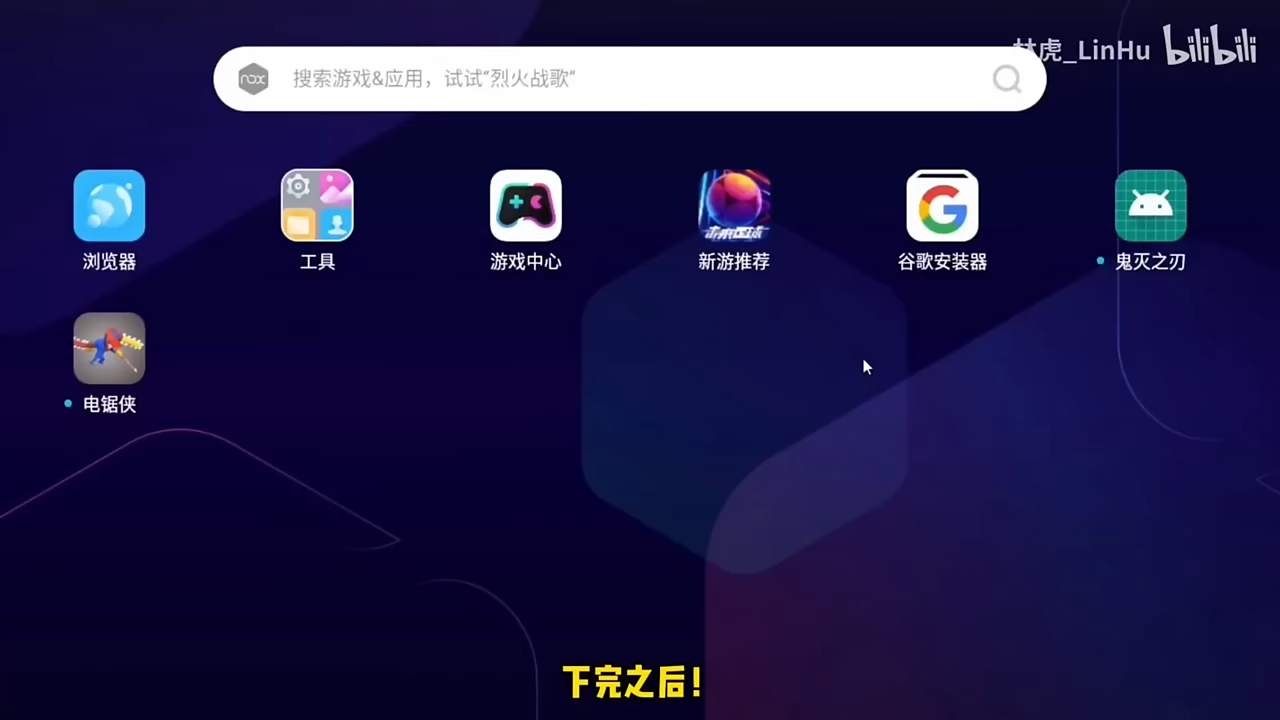 虎_LinHu bilibili
nox 搜索游戏&应用，试试“烈火战歌”
浏览器
工具
游戏中心
新游推荐
谷歌安装器
鬼灭之刃
电锯侠
下完之后！